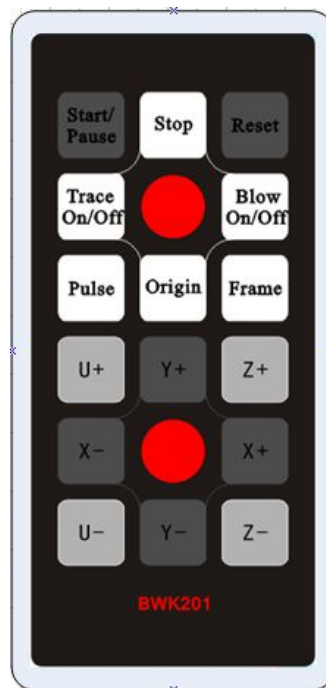 Start/
Pause
Stop
Reset
Trace
On/Off
Blow
On/Off
Pulse
Origin
Frame
U+
Y+
Z+
X-
X+
U-
Y-
Z-
BWK201